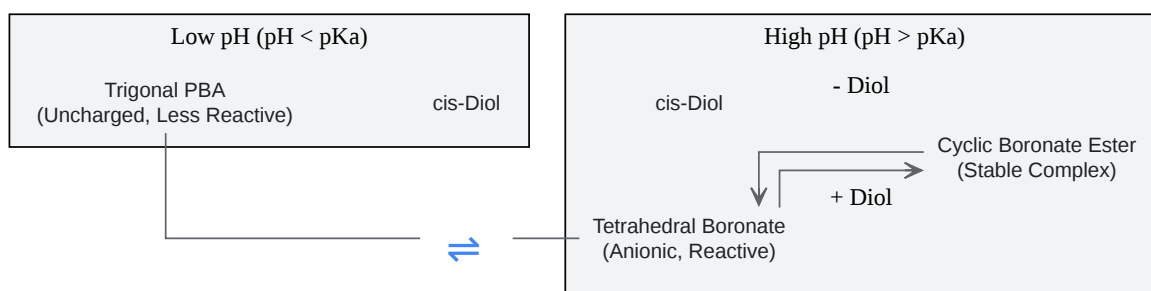 Low pH (pH < pKa)
Trigonal PBA
(Uncharged, Less Reactive)
cis-Diol
High pH (pH > pKa)
- Diol
cis-Diol
Cyclic Boronate Ester
(Stable Complex)
+ Diol
Tetrahedral Boronate
(Anionic, Reactive)
⇌